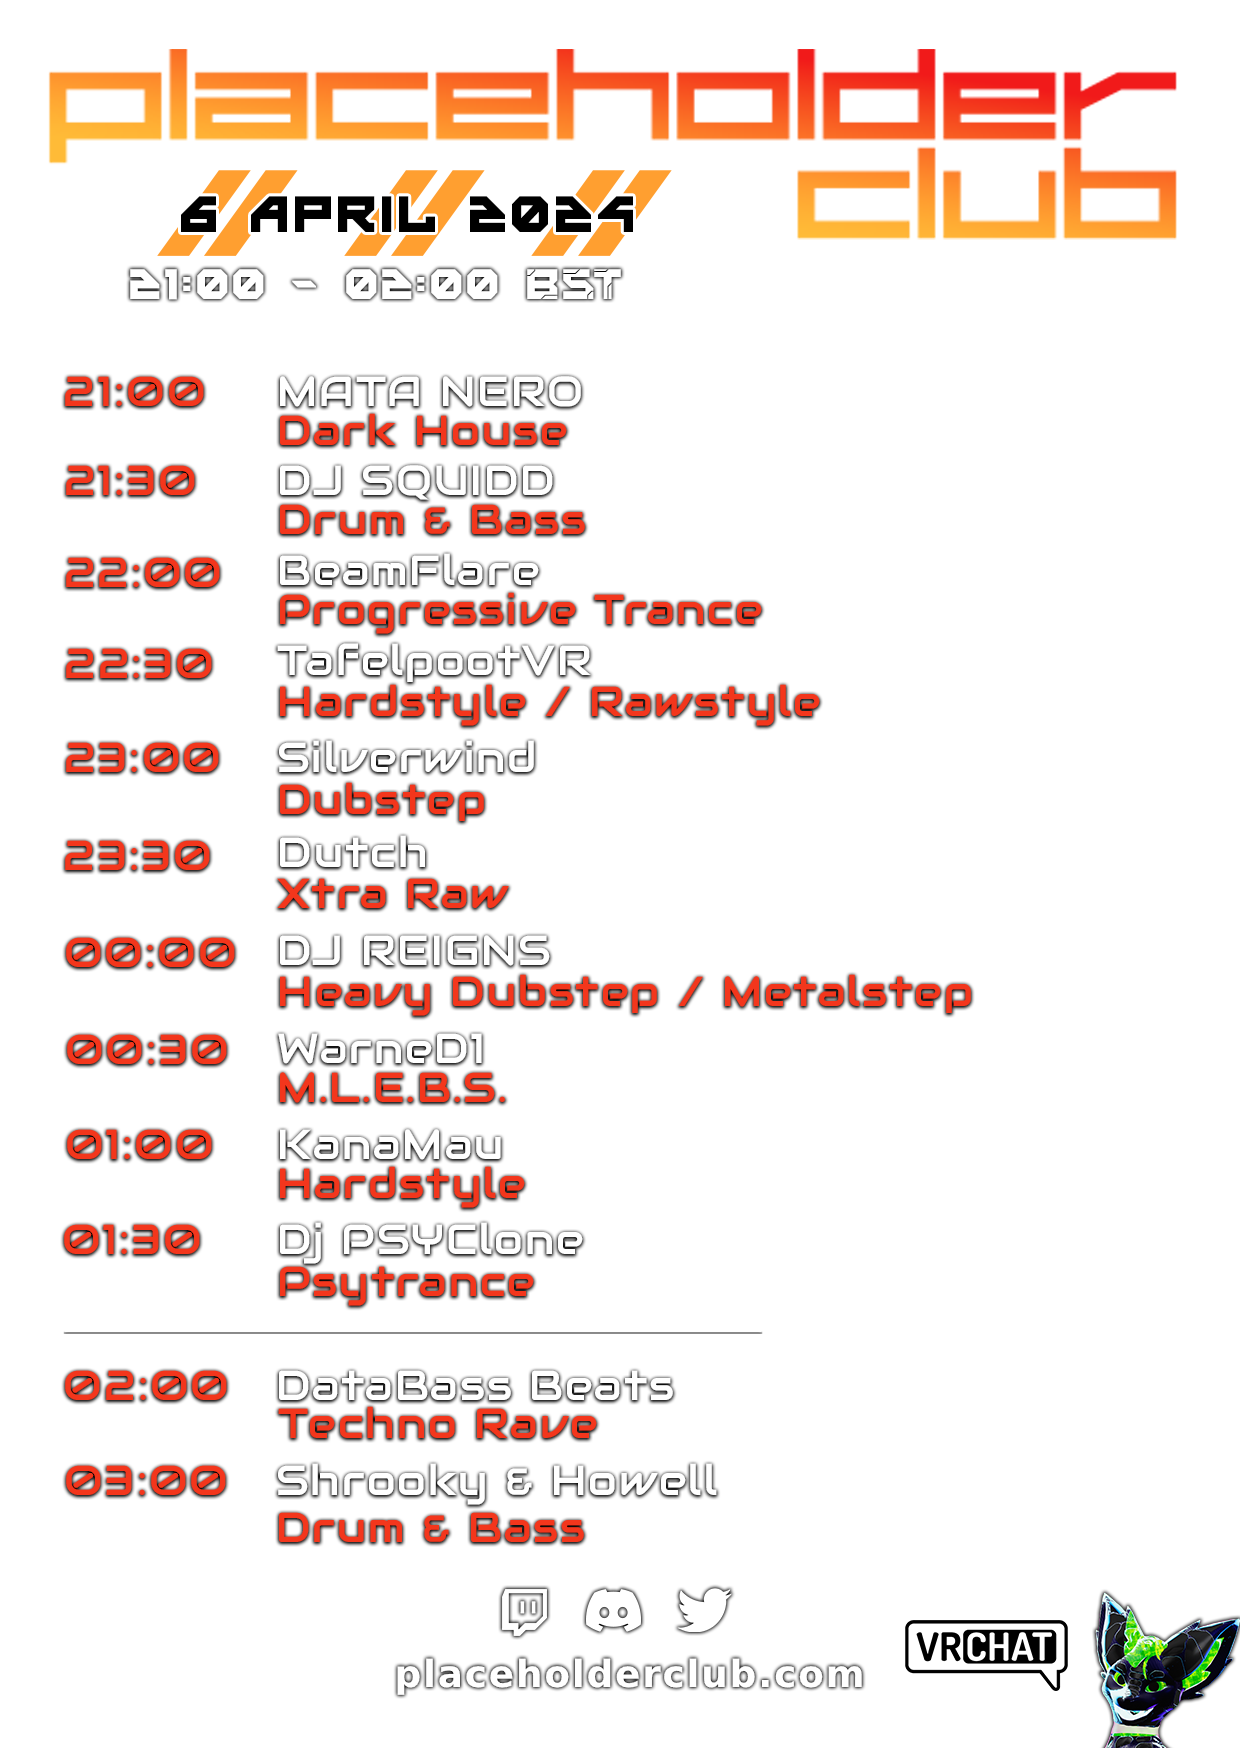 placeholder
club
6 APRIL 2024
21:00 - 02:00 BST
21:00 MATA NERO
Dark House
21:30 DJ SQUIDD
Drum & Bass
22:00 BeamFlare
Progressive Trance
22:30 TafelpootVR
Hardstyle / Rawstyle
23:00 Silverwind
Dubstep
23:30 Dutch
Xtra Raw
00:00 DJ REIGNS
Heavy Dubstep / Metalstep
00:30 WarneD1
M.L.E.B.S.
01:00 KanaMau
Hardstyle
01:30 Dj PSYClone
Psytrance
02:00 DataBass Beats
Techno Rave
03:00 Shrooky & Howell
Drum & Bass
placeholderclub.com
VRCHAT